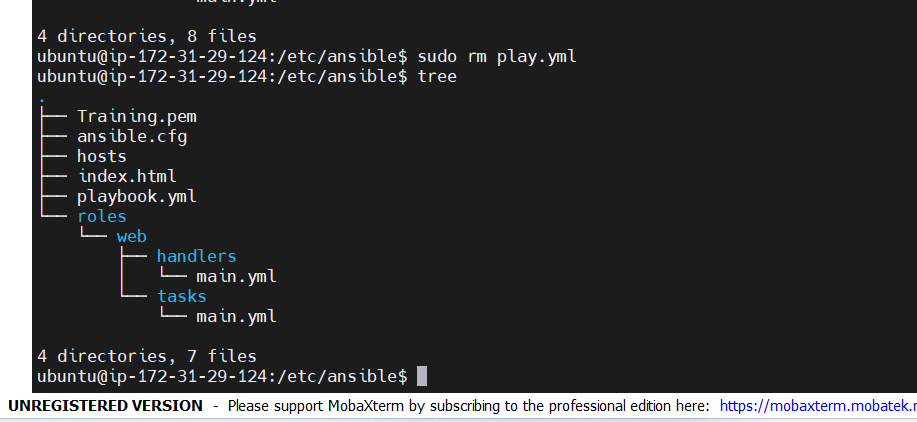 main.yml
4 directories, 8 files
ubuntu@ip-172-31-29-124:/etc/ansible$ sudo rm play.yml
ubuntu@ip-172-31-29-124:/etc/ansible$ tree
.
├── Training.pem
├── ansible.cfg
├── hosts
├── index.html
├── playbook.yml
└── roles
    └── web
        ├── handlers
        │   └── main.yml
        └── tasks
            └── main.yml
4 directories, 7 files
ubuntu@ip-172-31-29-124:/etc/ansible$
UNREGISTERED VERSION - Please support MobaXterm by subscribing to the professional edition here: https://mobaxterm.mobatek.